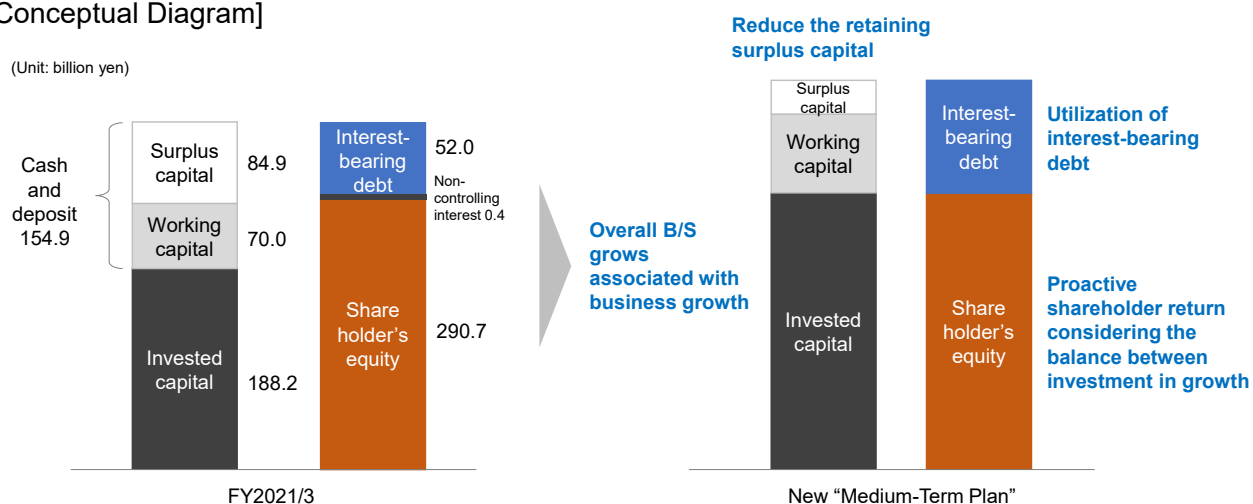 Conceptual Diagram]
(Unit: billion yen)
Cash
and
deposit
154.9
Surplus
capital
84.9
Working
capital
70.0
Invested
capital
188.2
Interest-
bearing
debt
52.0
Non-
controlling
interest 0.4
Share
holder's
equity
290.7
FY2021/3
Overall B/S
grows
associated with
business growth
Reduce the retaining
surplus capital
Surplus
capital
Working
capital
Invested
capital
Interest-
bearing
debt
Share
holder's
equity
Utilization of
interest-bearing
debt
Proactive
shareholder return
considering the
balance between
investment in growth
New “Medium-Term Plan”